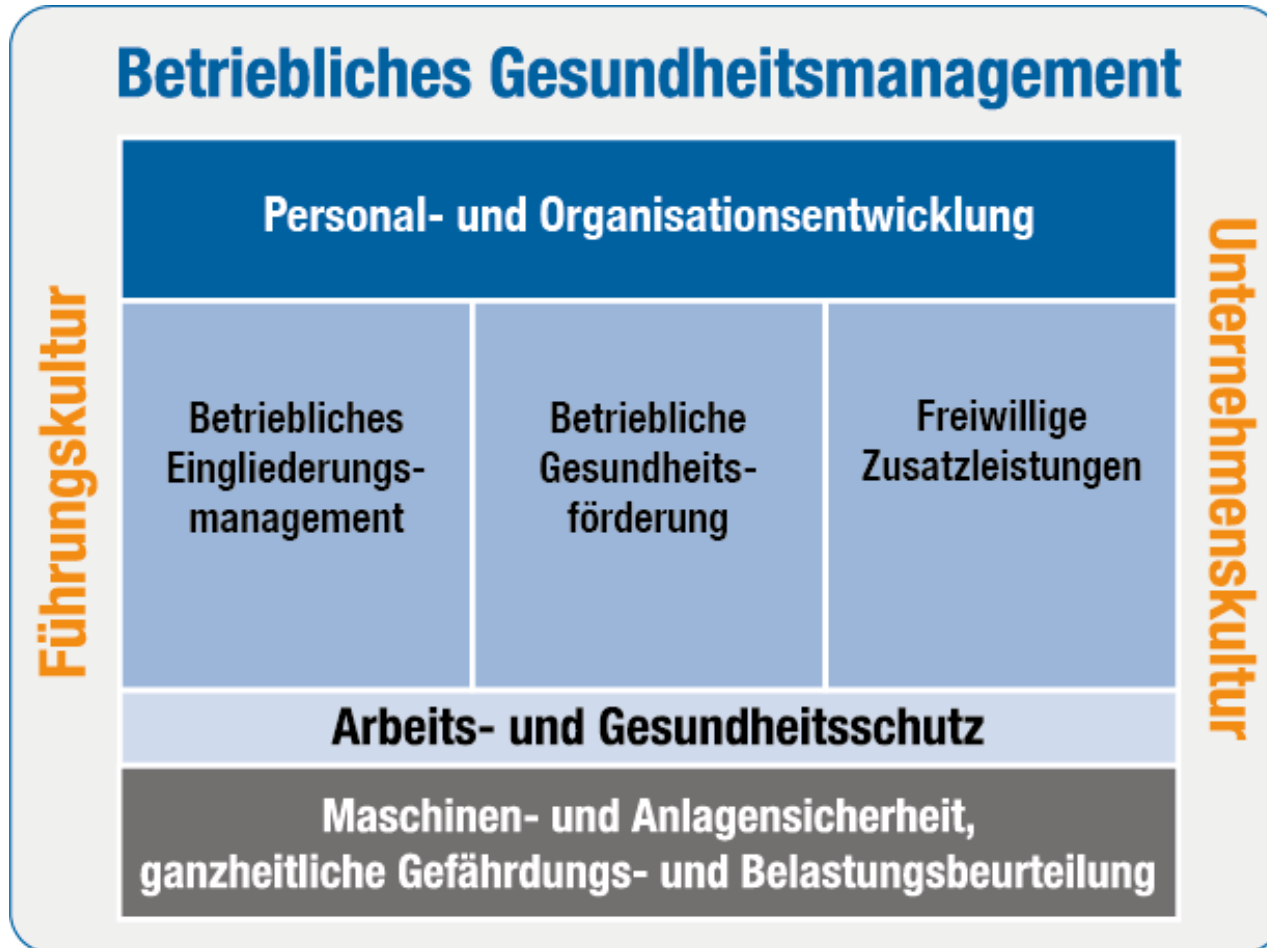 Betriebliches Gesundheitsmanagement
Personal- und Organisationsentwicklung
Führungskultur
Betriebliches
Eingliederungs-
management
Betriebliche
Gesundheits-
förderung
Freiwillige
Zusatzleistungen
Unternehmenskultur
Arbeits- und Gesundheitsschutz
Maschinen- und Anlagensicherheit,
ganzheitliche Gefährdungs- und Belastungsbeurteilung